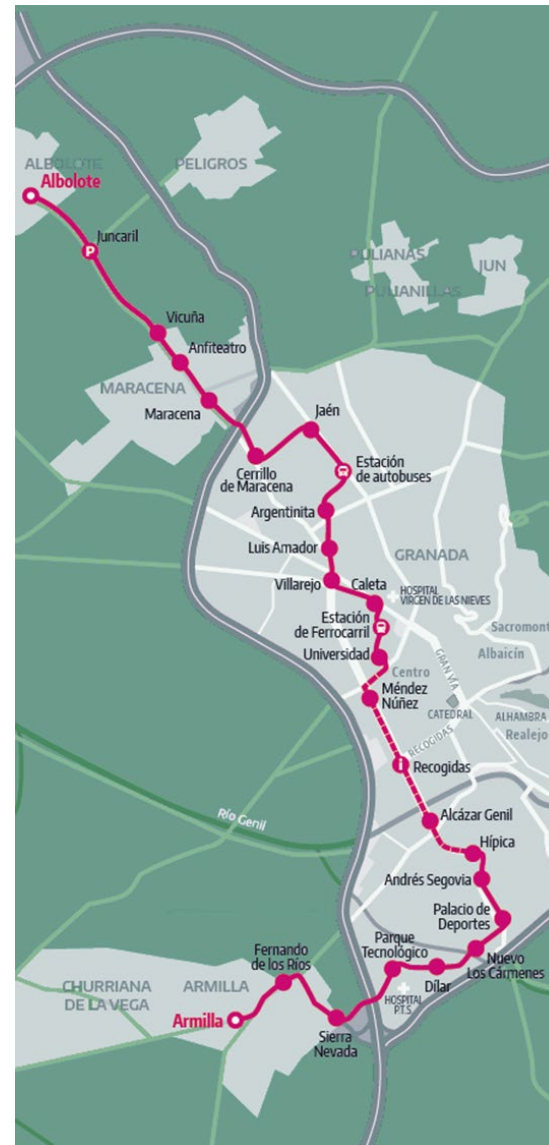 ALBOLOTE
PELIGROS
Albolote
P
Juncaril
PULIANAS
JUN
PULIANILLAS
Vicuña
Anfiteatro
MARACENA
Maracena
Jaén
Cerrillo
de Maracena
Estación
de autobuses
Argentinita
Luis Amador
GRANADA
Villarejo
Caleta
HOSPITAL
VIRGEN DE LAS NIEVES
Estación
de Ferrocarril
Sacromont
Universidad
Albaicín
GRAN VÍA
Centro
Méndez
Núñez
CATEDRAL
ALHAMBRA
Realejo
RECOGIDAS
i
Recogidas
Río Genil
Alcázar Genil
Hípica
Andrés Segovia
Palacio de
Deportes
Parque
Tecnológico
Nuevo
Los Cármenes
Dílar
HOSPITAL
P.T.S
Fernando
de los Ríos
CHURRIANA
DE LA VEGA
ARMILLA
Armilla
Sierra
Nevada